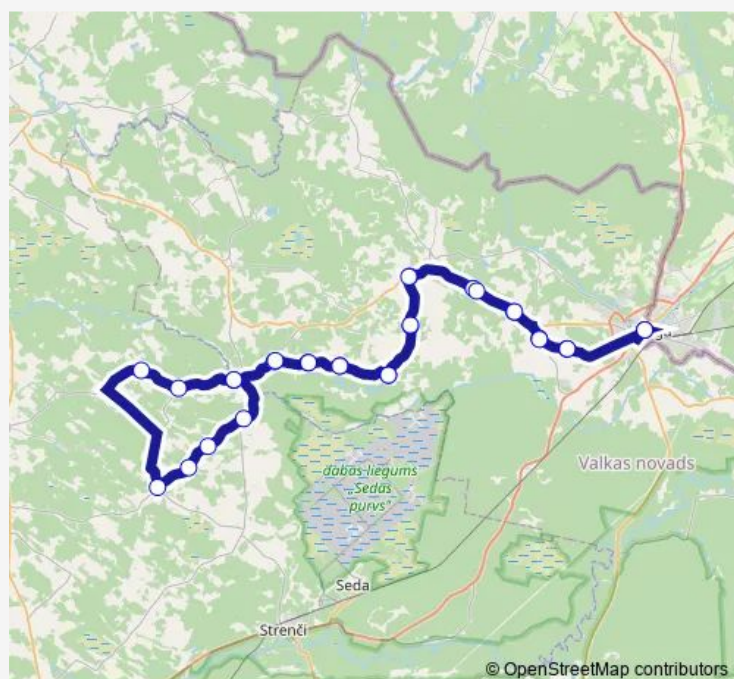 dabas liegums
"Sedas
purvs"
Valkas novads
Seda
Strenči
© OpenStreetMap contributors